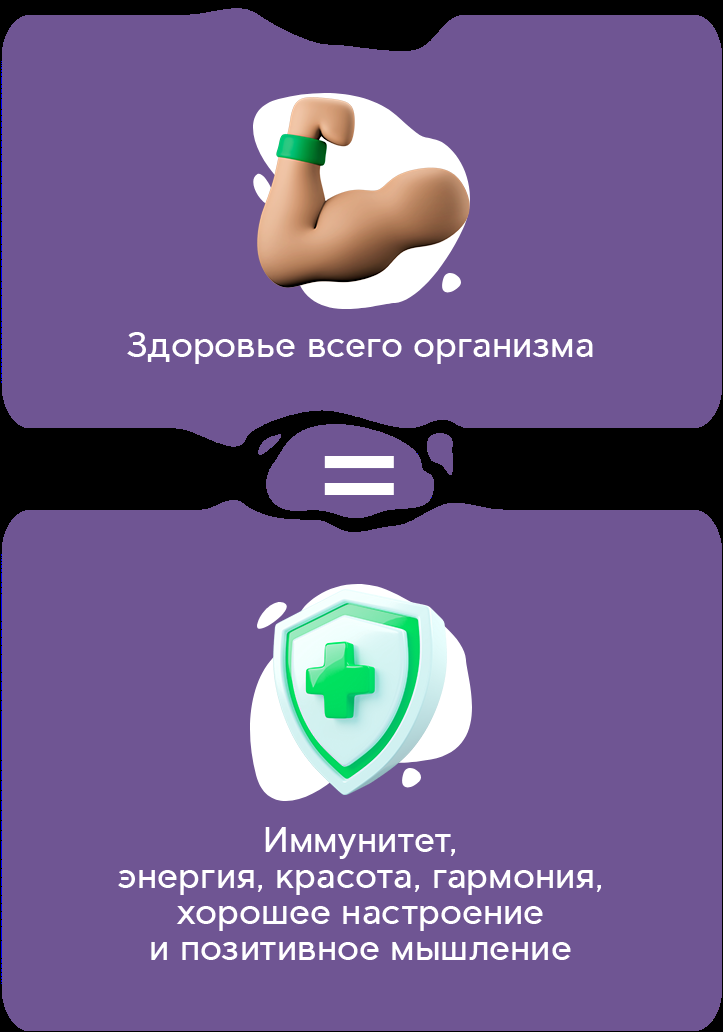 Здоровье всего организма
=
Иммунитет,
энергия, красота, гармония,
хорошее настроение
и позитивное мышление